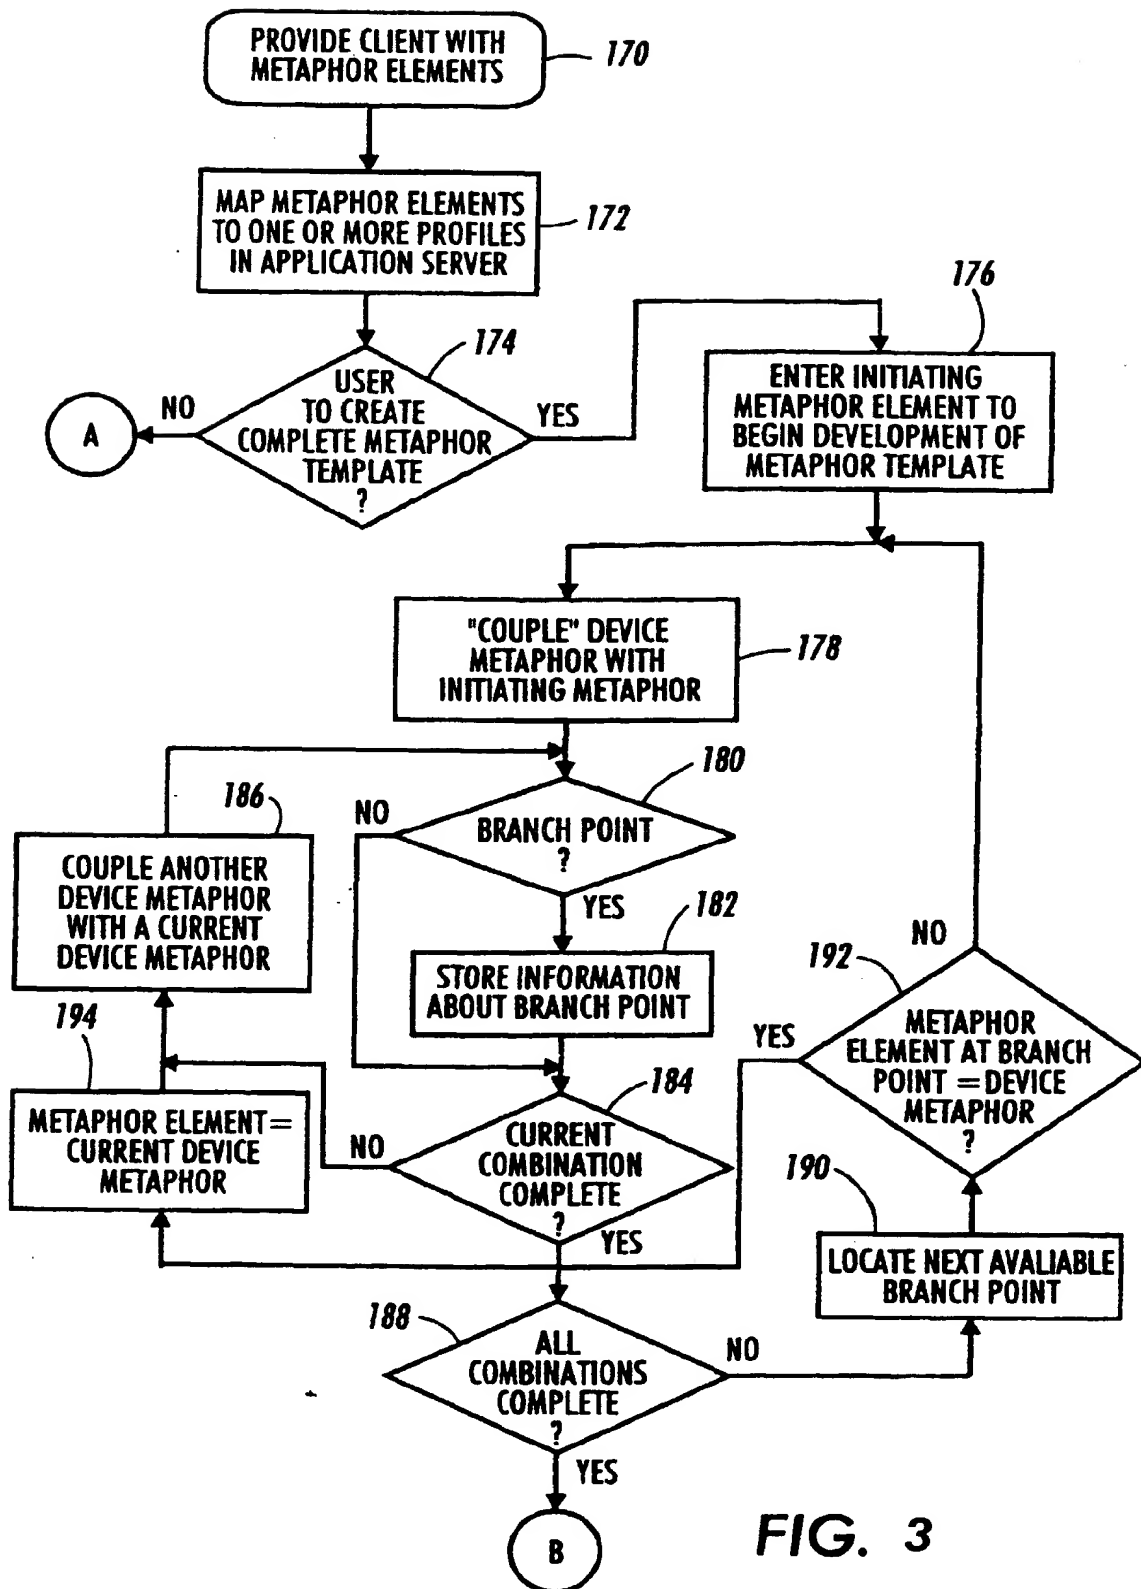 PROVIDE CLIENT WITH
METAPHOR ELEMENTS
170
MAP METAPHOR ELEMENTS
TO ONE OR MORE PROFILES
IN APPLICATION SERVER
172
174
USER
TO CREATE
COMPLETE METAPHOR
TEMPLATE
?
NO
A
YES
176
ENTER INITIATING
METAPHOR ELEMENT TO
BEGIN DEVELOPMENT OF
METAPHOR TEMPLATE
"COUPLE" DEVICE
METAPHOR WITH
INITIATING METAPHOR
178
180
BRANCH POINT
?
NO
YES
186
COUPLE ANOTHER
DEVICE METAPHOR
WITH A CURRENT
DEVICE METAPHOR
182
STORE INFORMATION
ABOUT BRANCH POINT
NO
192
METAPHOR
ELEMENT AT BRANCH
POINT = DEVICE
METAPHOR
?
YES
194
METAPHOR ELEMENT=
CURRENT DEVICE
METAPHOR
184
CURRENT
COMBINATION
COMPLETE
?
NO
YES
190
LOCATE NEXT AVALIABLE
BRANCH POINT
188
ALL
COMBINATIONS
COMPLETE
?
NO
YES
B
FIG. 3